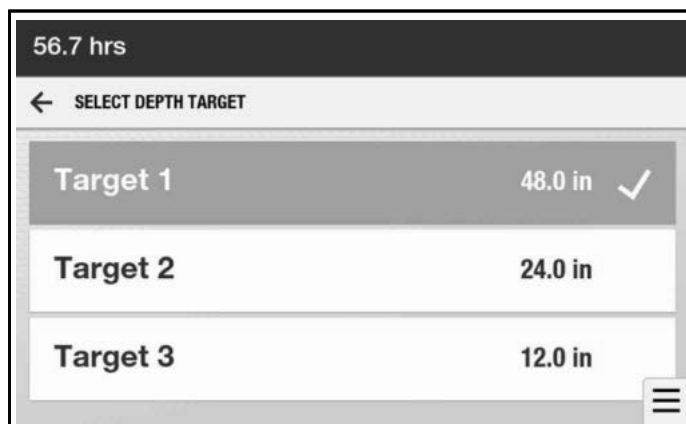 56.7 hrs
SELECT DEPTH TARGET
Target 1 48.0 in
Target 2 24.0 in
Target 3 12.0 in